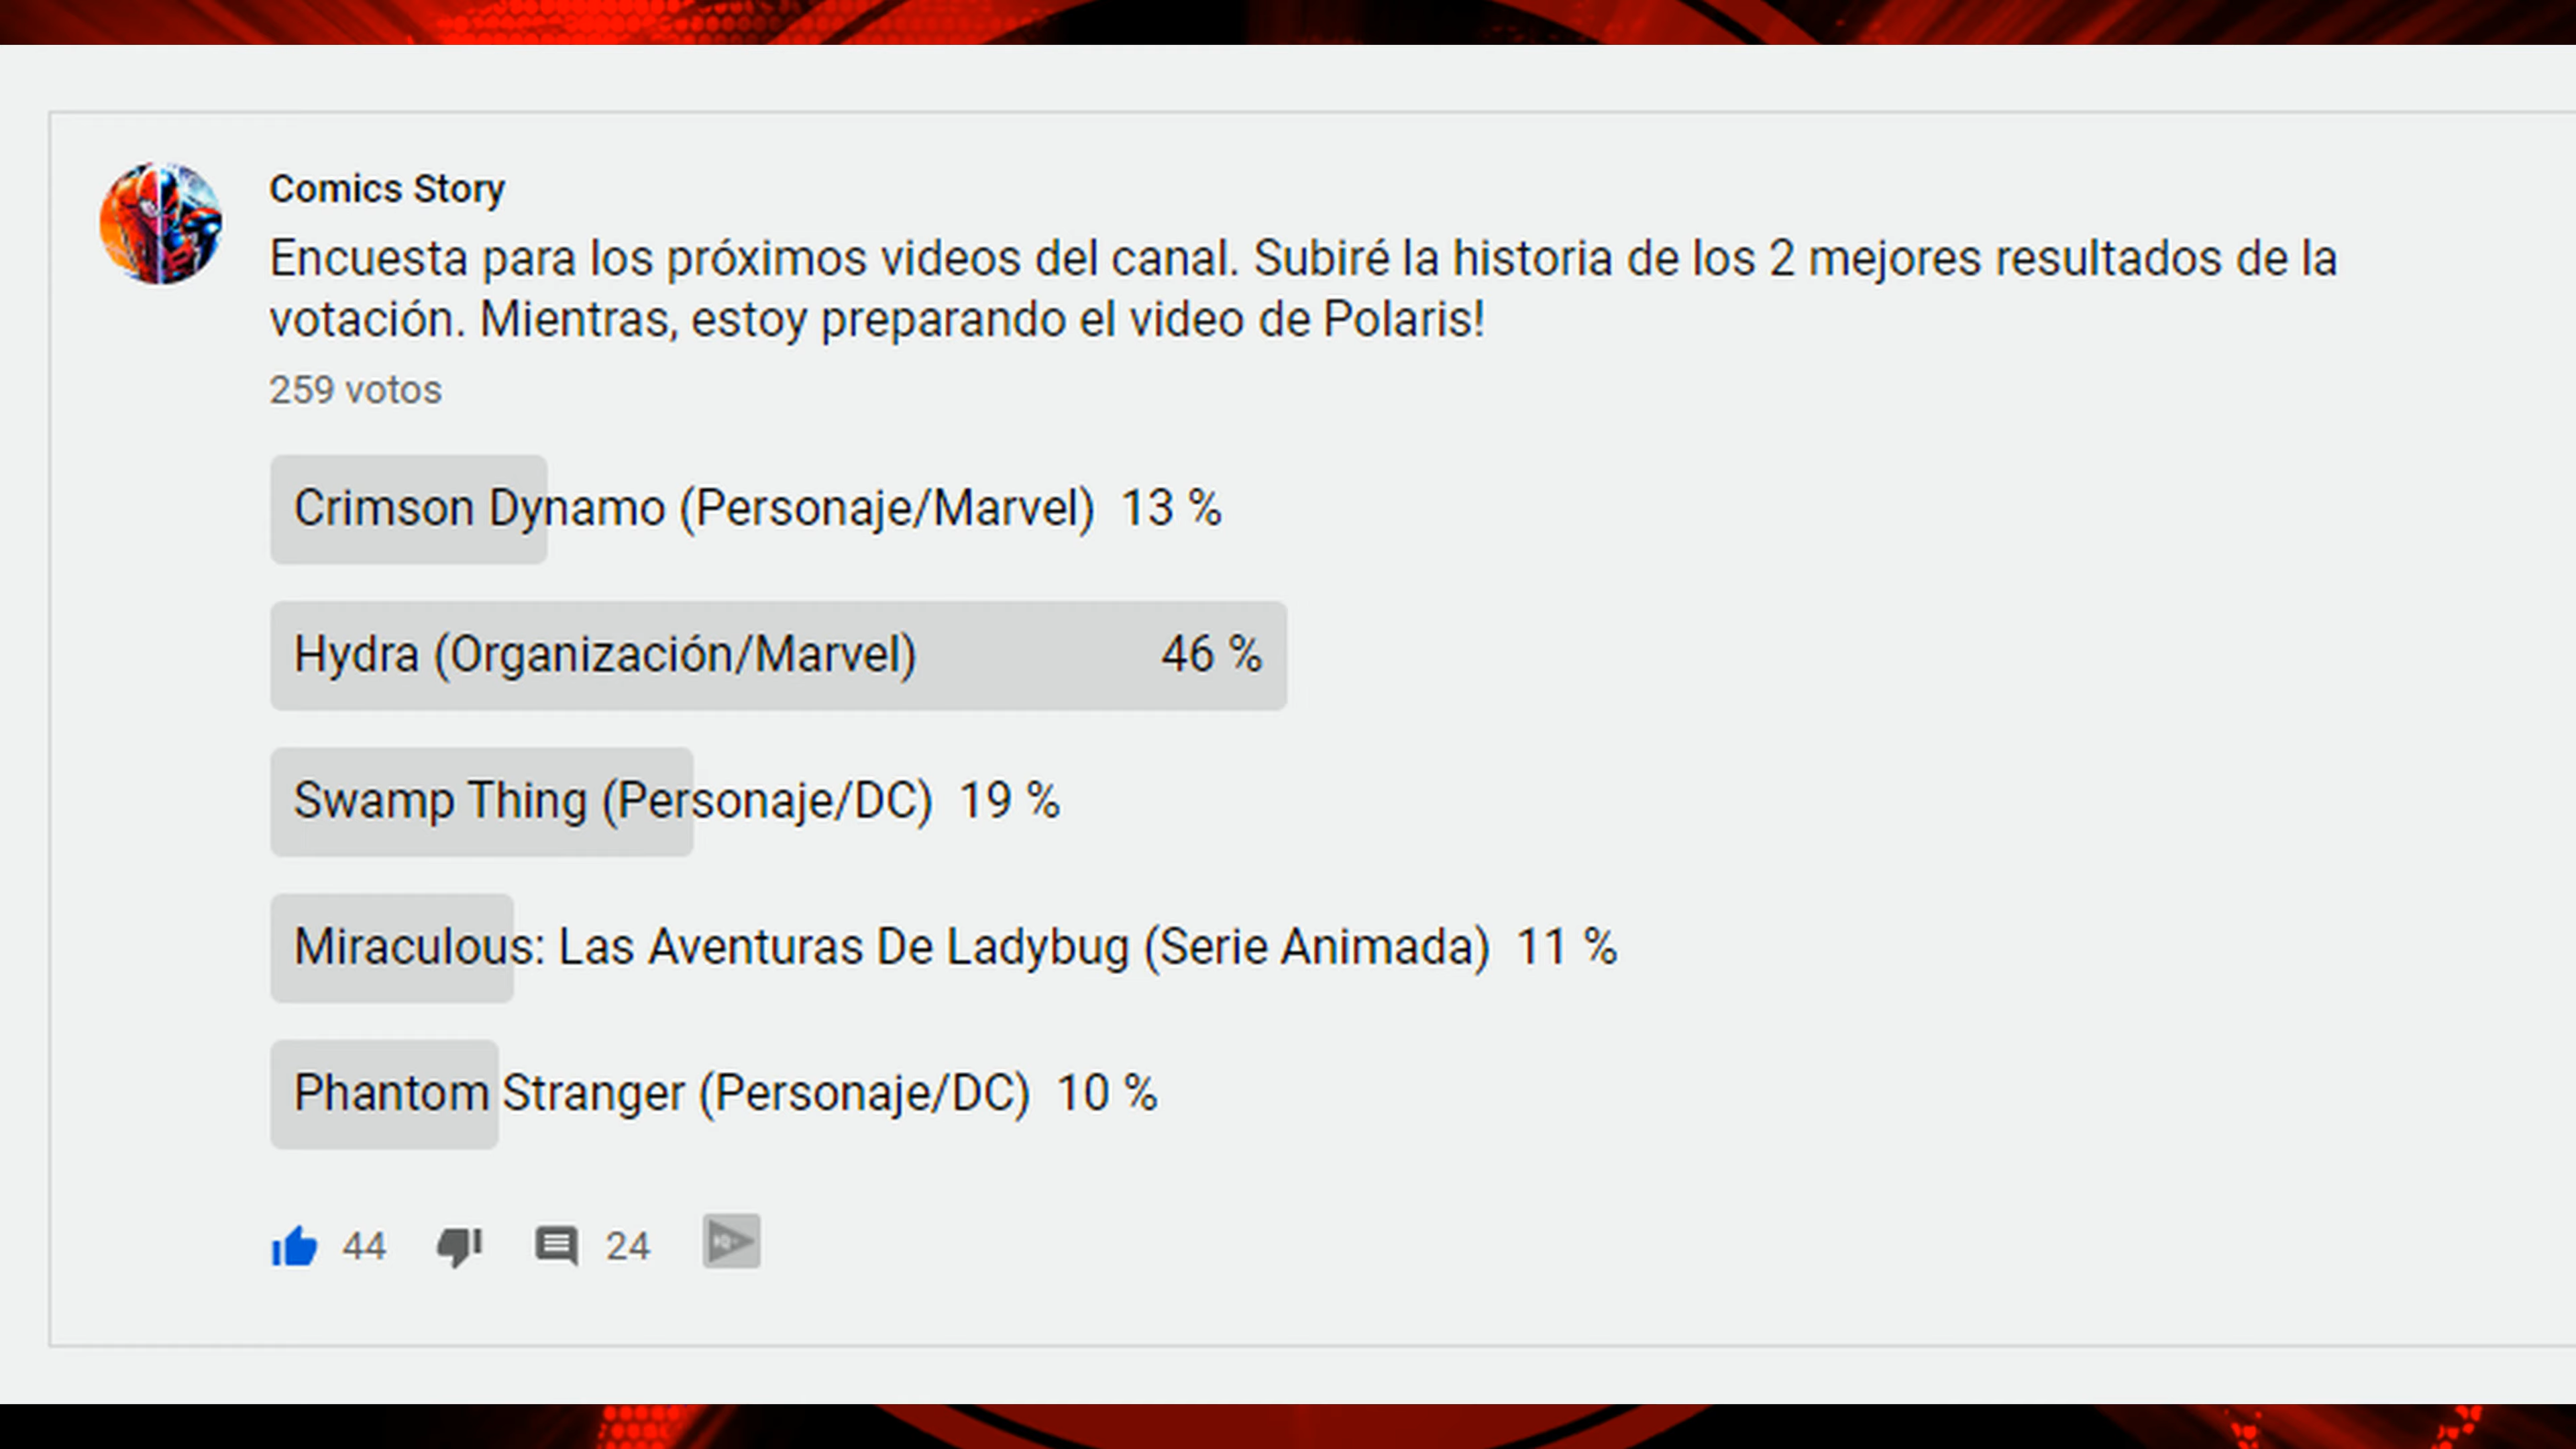 Comics Story
Encuesta para los próximos videos del canal. Subiré la historia de los 2 mejores resultados de la
votación. Mientras, estoy preparando el video de Polaris!
259 votos
Crimson Dynamo (Personaje/Marvel) 13 %
Hydra (Organización/Marvel) 46 %
Swamp Thing (Personaje/DC) 19 %
Miraculous: Las Aventuras De Ladybug (Serie Animada) 11 %
Phantom Stranger (Personaje/DC) 10 %
44 24